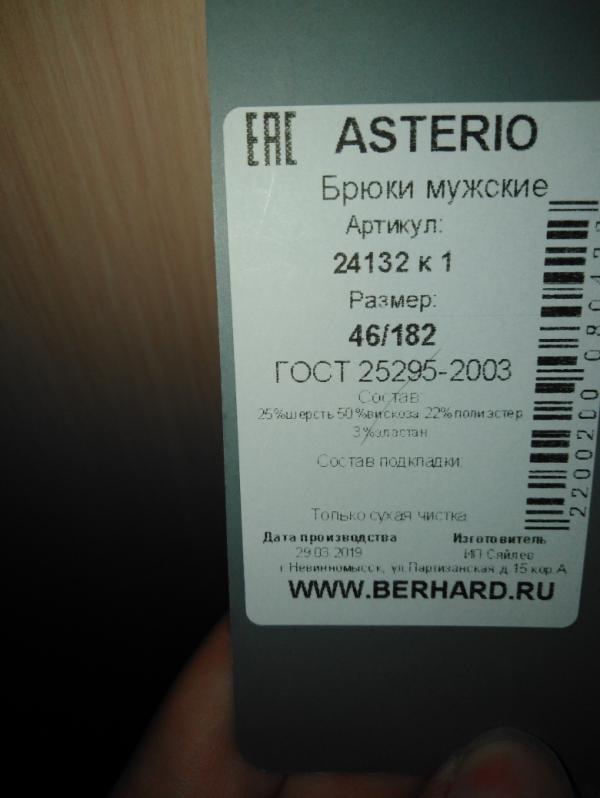 EAC ASTERIO
Брюки мужские
Артикул:
24132 к 1
Размер:
46/182
ГОСТ 25295-2003
Состав
25%шерсть 50%вискоза 22%полиэстер
3%эластан
Состав подкладки:
Только сухая чистка
Дата производства Изготовитель
29.03.2019 ИП Сяйлев
г.Невинномысск, ул.Партизанская д.15 кор.А
WWW.BERHARD.RU